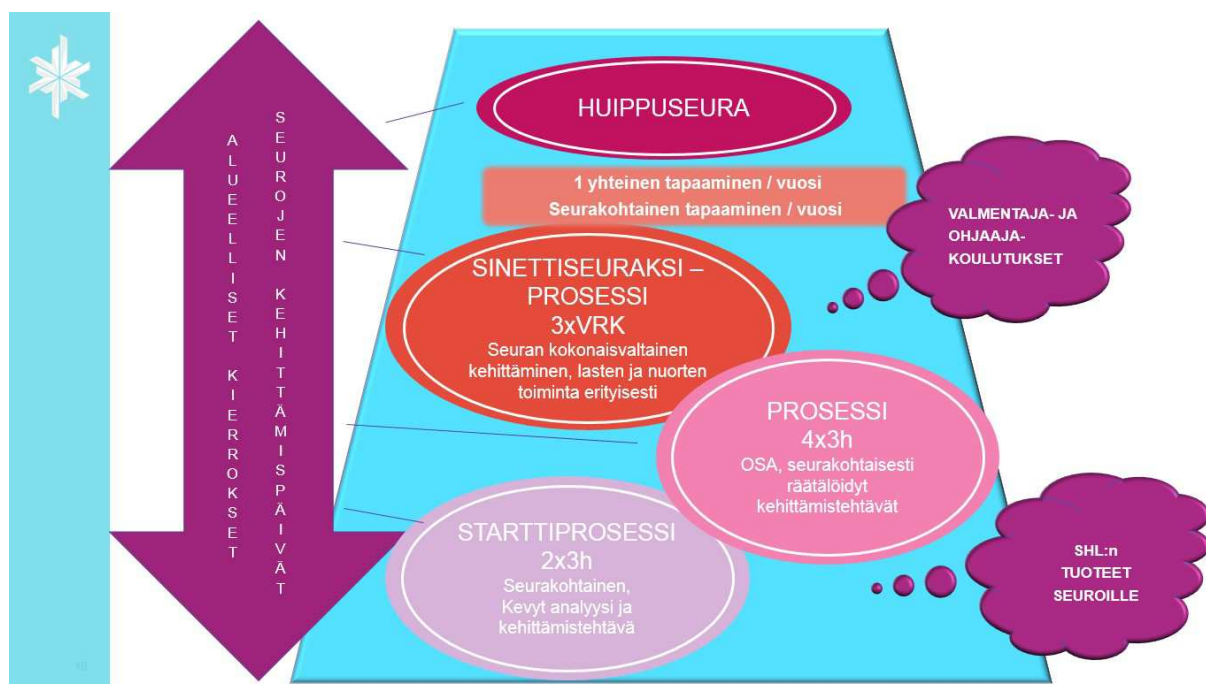 ALUEELLISET KIERROKSET
SEUROJEN KEHITTÄMISPÄIVÄT
HUIPPUSEURA
1 yhteinen tapaaminen / vuosi
Seurakohtainen tapaaminen / vuosi
SINETTISEURAKSI –
PROSESSI
3xVRK
Seuran kokonaisvaltainen
kehittäminen, lasten ja nuorten
toiminta erityisesti
PROSESSI
4x3h
OSA, seurakohtaisesti
räätälöidyt
kehittämistehtävät
STARTTIPROSESSI
2x3h
Seurakohtainen,
Kevyt analyysi ja
kehittämistehtävä
VALMENTAJA- JA
OHJAAJA-
KOULUTUKSET
SHL:n
TUOTEET
SEUROILLE